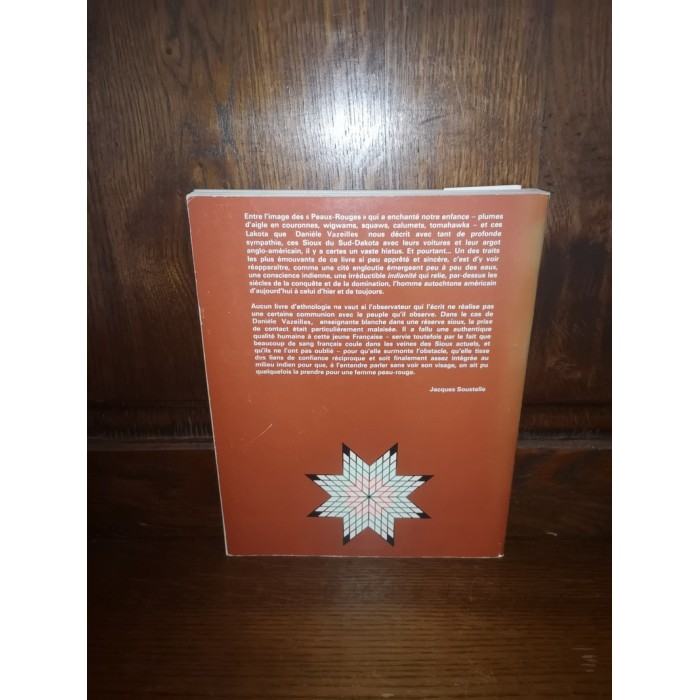 Entre l'image des « Peaux-Rouges » qui a enchanté notre enfance – plumes
d'aigle en couronnes, wigwams, squaws, calumets, tomahawks – et ces
Lakota que Danièle Vazeilles nous décrit avec tant de profonde
sympathie, ces Sioux du Sud-Dakota avec leurs voitures et leur argot
anglo-américain, il y a certes un vaste hiatus. Et pourtant... Un des traits
les plus émouvants de ce livre si peu apprêté et sincère, c'est d'y voir
réapparaître, comme une cité engloutie émergeant peu à peu des eaux,
une conscience indienne, une irréductible indianité qui relie, par-dessus les
siècles de la conquête et de la domination, l'homme autochtone américain
d'aujourd'hui à celui d'hier et de toujours.
Aucun livre d'ethnologie ne vaut si l'observateur qui l'écrit ne réalise pas
une certaine communion avec le peuple qu'il observe. Dans le cas de
Danièle Vazeilles, enseignante blanche dans une réserve sioux, la prise
de contact était particulièrement malaisée. Il a fallu une authentique
qualité humaine à cette jeune Française – servie toutefois par le fait que
beaucoup de sang français coule dans les veines des Sioux actuels, et
qu'ils ne l'ont pas oublié – pour qu'elle surmontât l'obstacle, qu'elle tisse
des liens de confiance réciproque et soit finalement assez intégrée au
milieu indien pour que, à l'entendre parler sans voir son visage, on ait pu
quelquefois la prendre pour une femme peau-rouge.
Jacques Soustelle